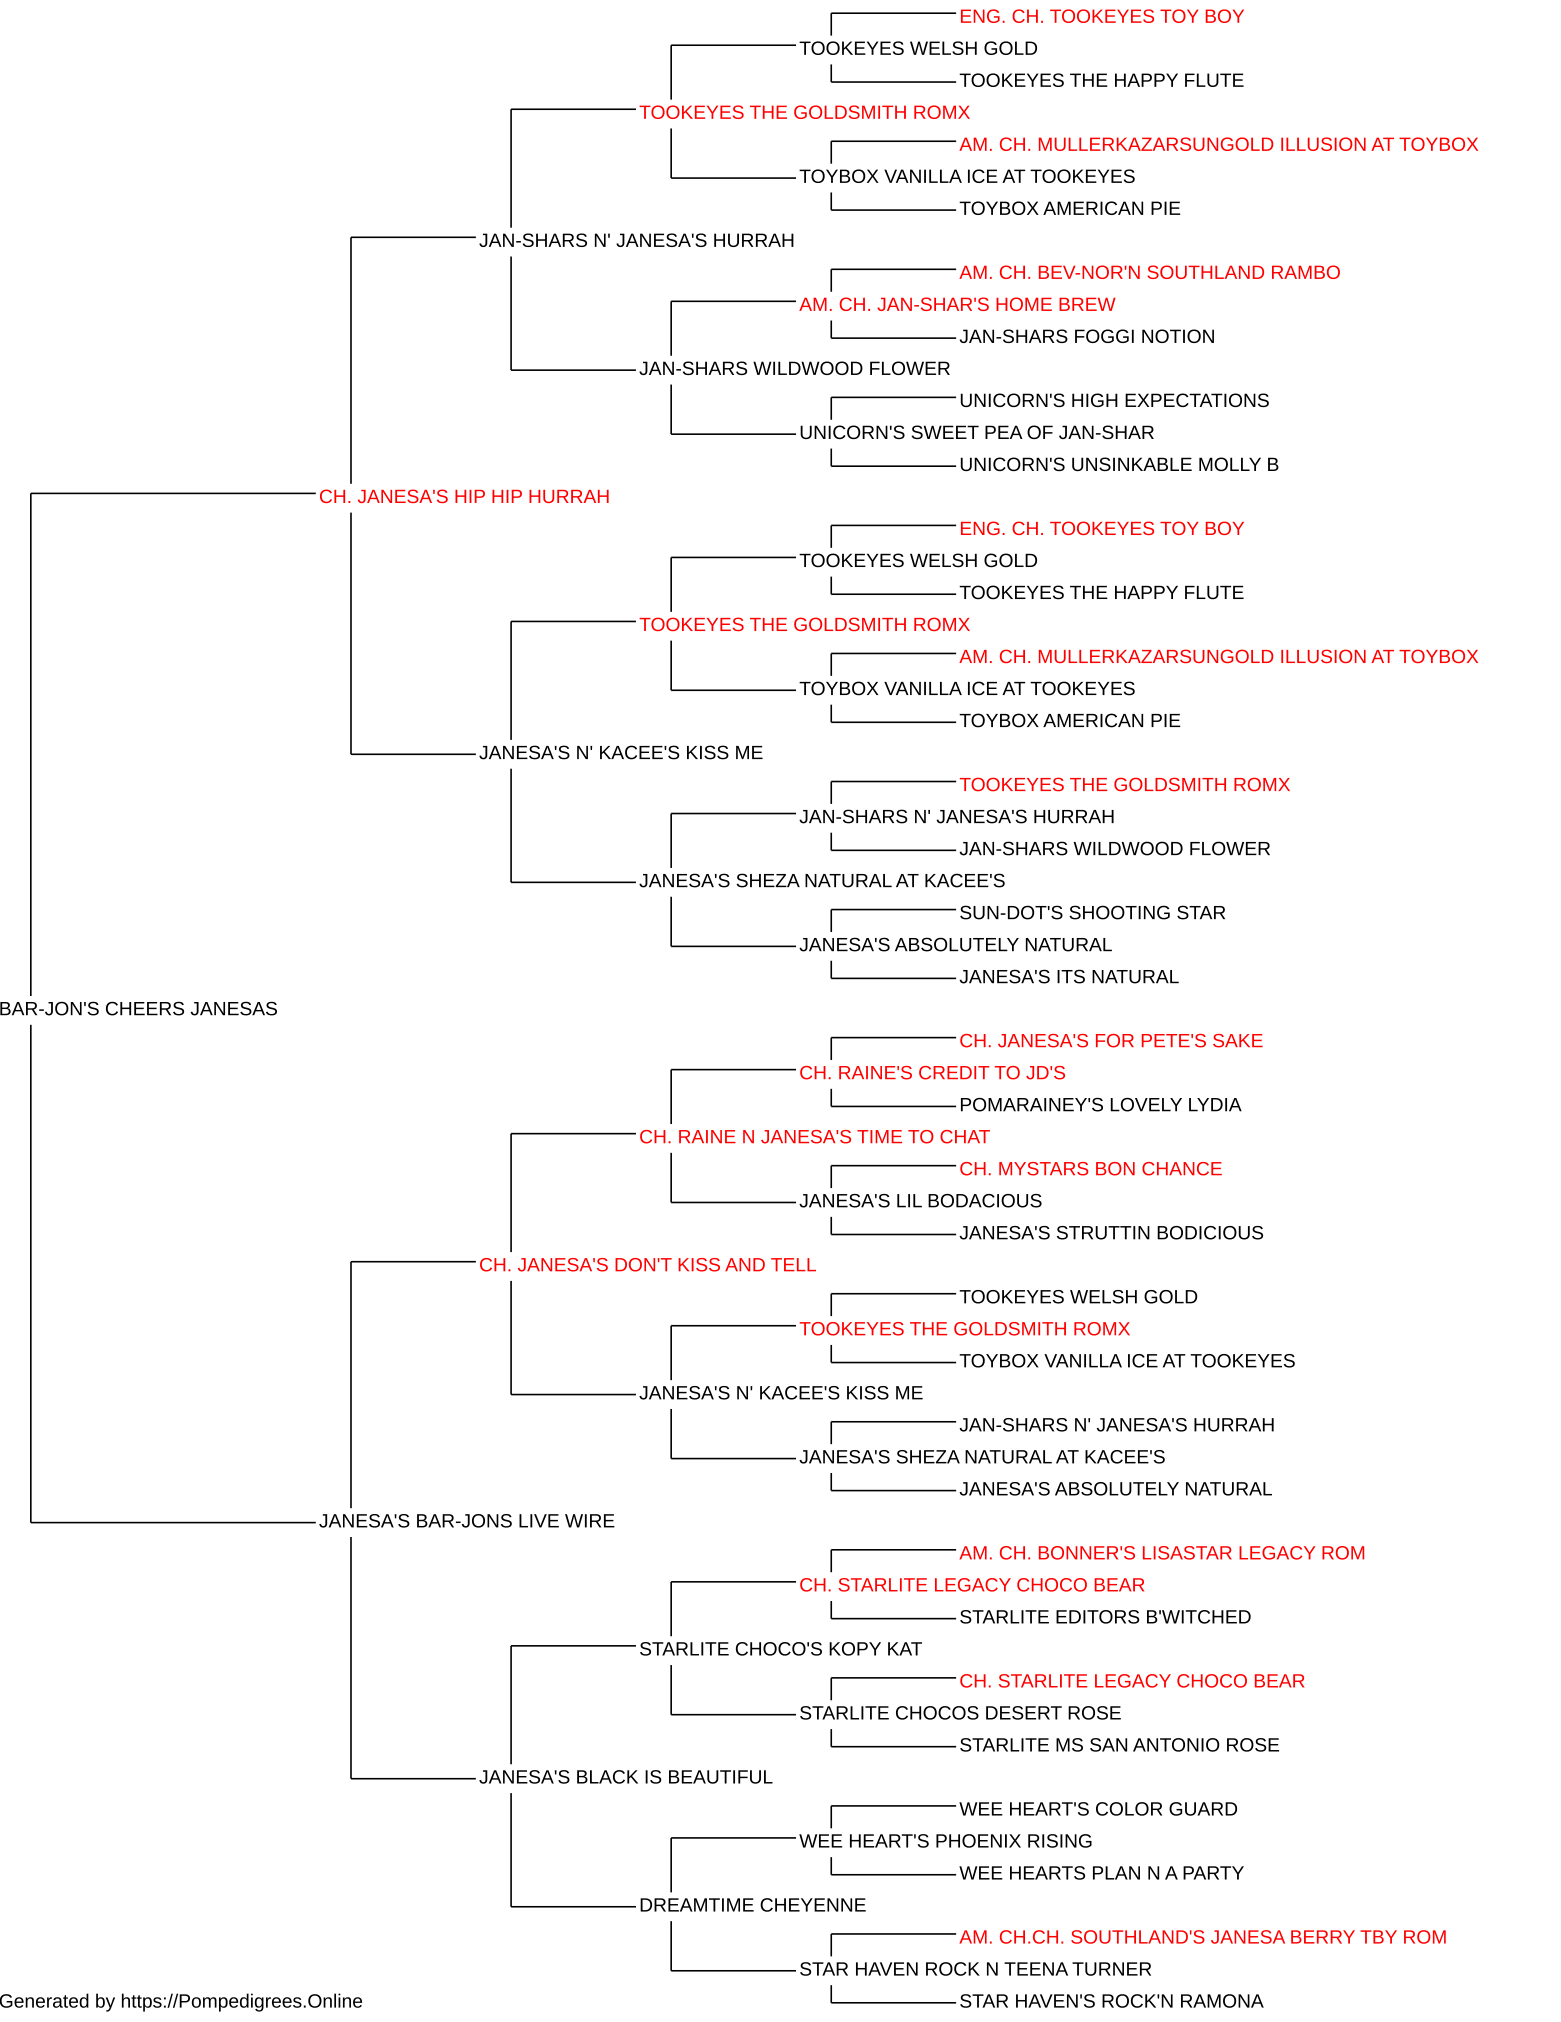 ENG. CH. TOOKEYES TOY BOY
TOOKEYES WELSH GOLD
TOOKEYES THE HAPPY FLUTE
TOOKEYES THE GOLDSMITH ROMX
AM. CH. MULLERKAZARSUNGOLD ILLUSION AT TOYBOX
TOYBOX VANILLA ICE AT TOOKEYES
TOYBOX AMERICAN PIE
JAN-SHARS N' JANESA'S HURRAH
AM. CH. BEV-NOR'N SOUTHLAND RAMBO
AM. CH. JAN-SHAR'S HOME BREW
JAN-SHARS FOGGI NOTION
JAN-SHARS WILDWOOD FLOWER
UNICORN'S HIGH EXPECTATIONS
UNICORN'S SWEET PEA OF JAN-SHAR
UNICORN'S UNSINKABLE MOLLY B
CH. JANESA'S HIP HIP HURRAH
ENG. CH. TOOKEYES TOY BOY
TOOKEYES WELSH GOLD
TOOKEYES THE HAPPY FLUTE
TOOKEYES THE GOLDSMITH ROMX
AM. CH. MULLERKAZARSUNGOLD ILLUSION AT TOYBOX
TOYBOX VANILLA ICE AT TOOKEYES
TOYBOX AMERICAN PIE
JANESA'S N' KACEE'S KISS ME
TOOKEYES THE GOLDSMITH ROMX
JAN-SHARS N' JANESA'S HURRAH
JAN-SHARS WILDWOOD FLOWER
JANESA'S SHEZA NATURAL AT KACEE'S
SUN-DOT'S SHOOTING STAR
JANESA'S ABSOLUTELY NATURAL
JANESA'S ITS NATURAL
BAR-JON'S CHEERS JANESAS
CH. JANESA'S FOR PETE'S SAKE
CH. RAINE'S CREDIT TO JD'S
POMARAINEY'S LOVELY LYDIA
CH. RAINE N JANESA'S TIME TO CHAT
CH. MYSTARS BON CHANCE
JANESA'S LIL BODACIOUS
JANESA'S STRUTTIN BODICIOUS
CH. JANESA'S DON'T KISS AND TELL
TOOKEYES WELSH GOLD
TOOKEYES THE GOLDSMITH ROMX
TOYBOX VANILLA ICE AT TOOKEYES
JANESA'S N' KACEE'S KISS ME
JAN-SHARS N' JANESA'S HURRAH
JANESA'S SHEZA NATURAL AT KACEE'S
JANESA'S ABSOLUTELY NATURAL
JANESA'S BAR-JONS LIVE WIRE
AM. CH. BONNER'S LISASTAR LEGACY ROM
CH. STARLITE LEGACY CHOCO BEAR
STARLITE EDITORS B'WITCHED
STARLITE CHOCO'S KOPY KAT
CH. STARLITE LEGACY CHOCO BEAR
STARLITE CHOCOS DESERT ROSE
STARLITE MS SAN ANTONIO ROSE
JANESA'S BLACK IS BEAUTIFUL
WEE HEART'S COLOR GUARD
WEE HEART'S PHOENIX RISING
WEE HEARTS PLAN N A PARTY
DREAMTIME CHEYENNE
AM. CH.CH. SOUTHLAND'S JANESA BERRY TBY ROM
STAR HAVEN ROCK N TEENA TURNER
STAR HAVEN'S ROCK'N RAMONA
Generated by https://Pompedigrees.Online